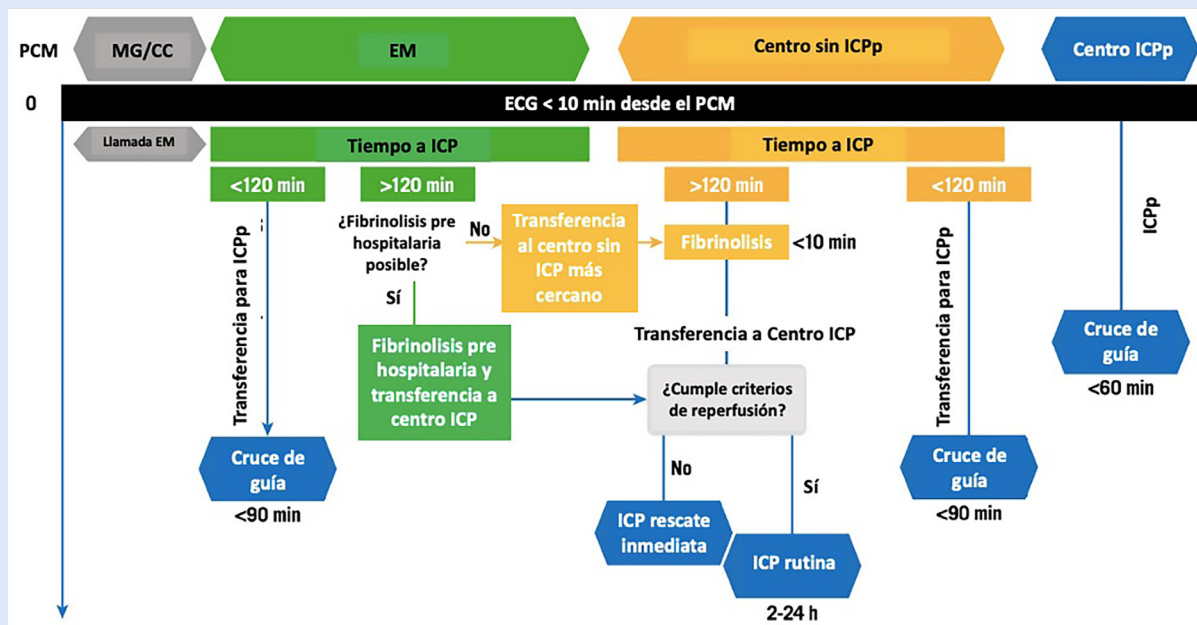 PCM
MG/CC
EM
Centro sin ICPp
Centro ICPp
0
ECG < 10 min desde el PCM
Llamada EM
Tiempo a ICP
Tiempo a ICP
<120 min
>120 min
>120 min
<120 min
Transferencia para ICPp
¿Fibrinolisis pre
hospitalaria
posible?
No
Transferencia
al centro sin
ICP más
cercano
Fibrinolisis
<10 min
Transferencia para ICPp
ICPp
Sí
Fibrinolisis pre
hospitalaria y
transferencia a
centro ICP
Transferencia a Centro ICP
¿Cumple criterios
de reperfusión?
Cruce de
guía
<60 min
Cruce de
guía
<90 min
No
Sí
Cruce de
guía
<90 min
ICP rescate
inmediata
ICP rutina
2-24 h